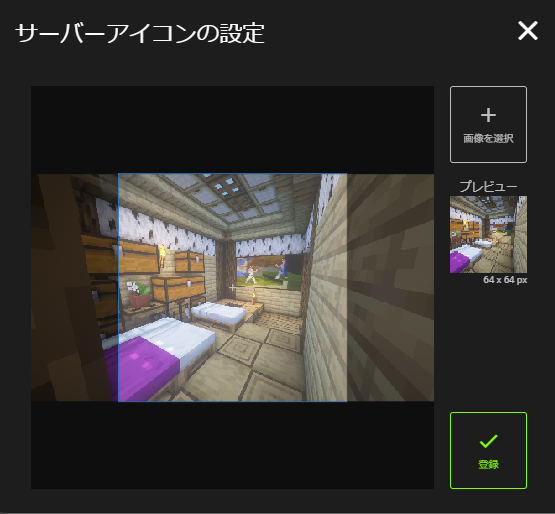 サーバーアイコンの設定
画像を選択
プレビュー
64 x 64 px
登録